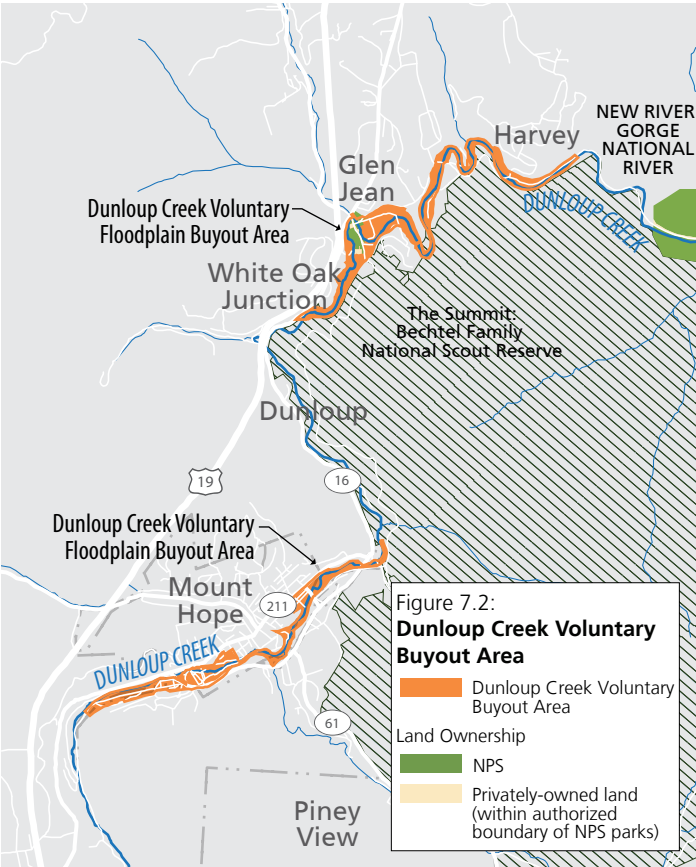 NEW RIVER
GORGE
NATIONAL
RIVER
Harvey
Glen
Jean
DUNLOUP CREEK
Dunloup Creek Voluntary
Floodplain Buyout Area
White Oak
Junction
The Summit:
Bechtel Family
National Scout Reserve
Dunloup
19
16
Dunloup Creek Voluntary
Floodplain Buyout Area
Mount
Hope
211
DUNLOUP CREEK
61
Piney
View
Figure 7.2:
Dunloup Creek Voluntary
Buyout Area
Dunloup Creek Voluntary
Buyout Area
Land Ownership
NPS
Privately-owned land
(within authorized
boundary of NPS parks)